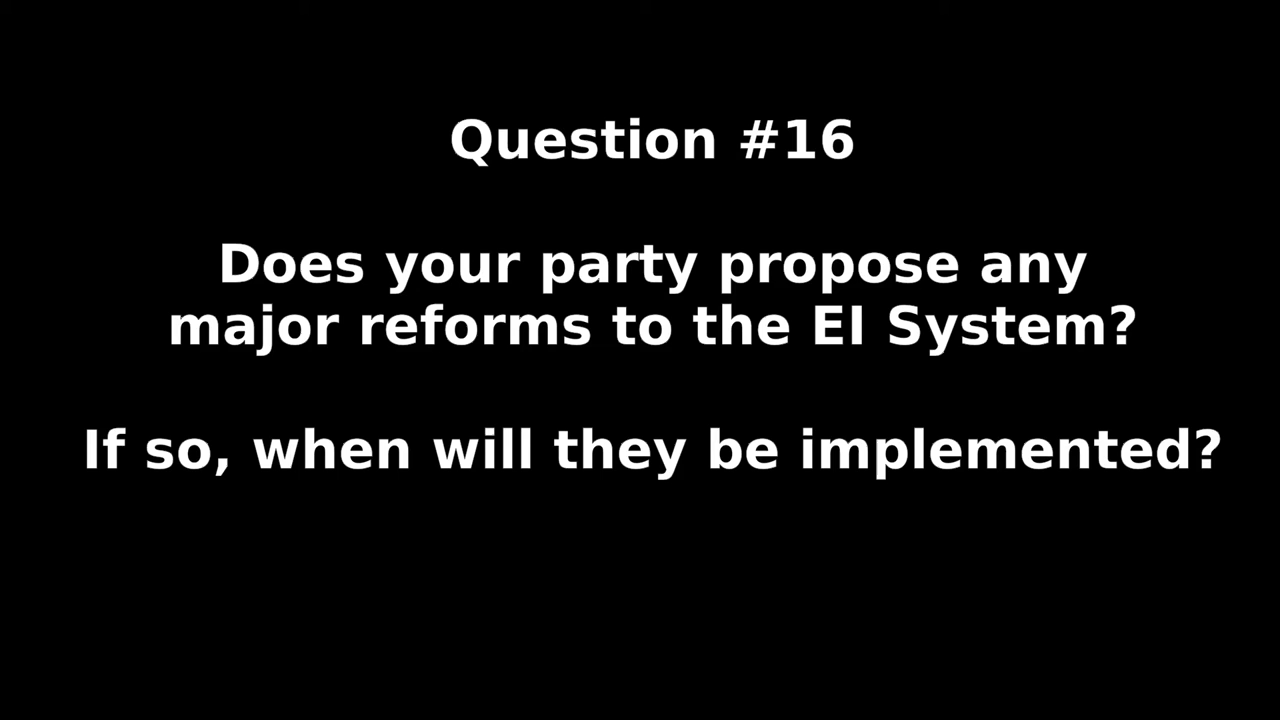 Question #16
Does your party propose any
major reforms to the EI System?
If so, when will they be implemented?